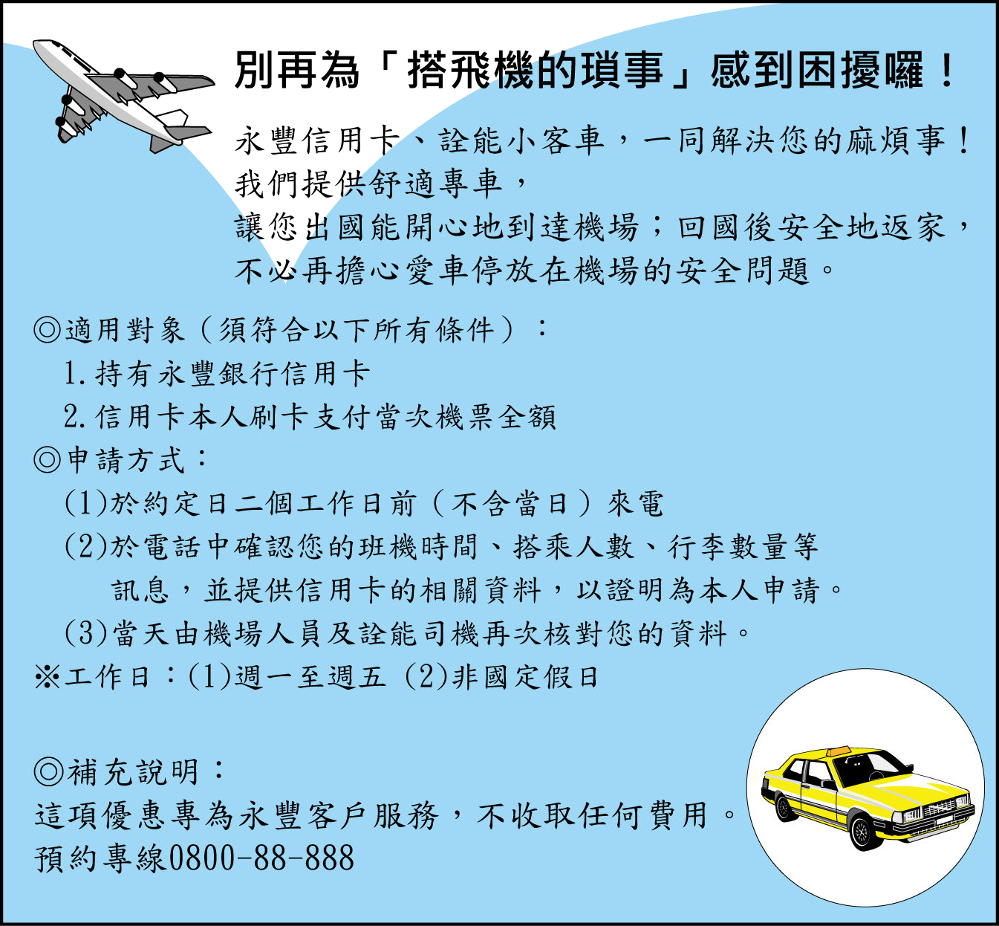 別再為「搭飛機的瑣事」感到困擾囉！
永豐信用卡、詮能小客車，一同解決您的麻煩事！
我們提供舒適專車，
讓您出國能開心地到達機場；回國後安全地返家，
不必再擔心愛車停放在機場的安全問題。
◎適用對象（須符合以下所有條件）：
1.持有永豐銀行信用卡
2.信用卡本人刷卡支付當次機票全額
◎申請方式：
(1)於約定日二個工作日前（不含當日）來電
(2)於電話中確認您的班機時間、搭乘人數、行李數量等
訊息，並提供信用卡的相關資料，以證明為本人申請。
(3)當天由機場人員及詮能司機再次核對您的資料。
※工作日：(1)週一至週五 (2)非國定假日
◎補充說明：
這項優惠專為永豐客戶服務，不收取任何費用。
預約專線0800-88-888